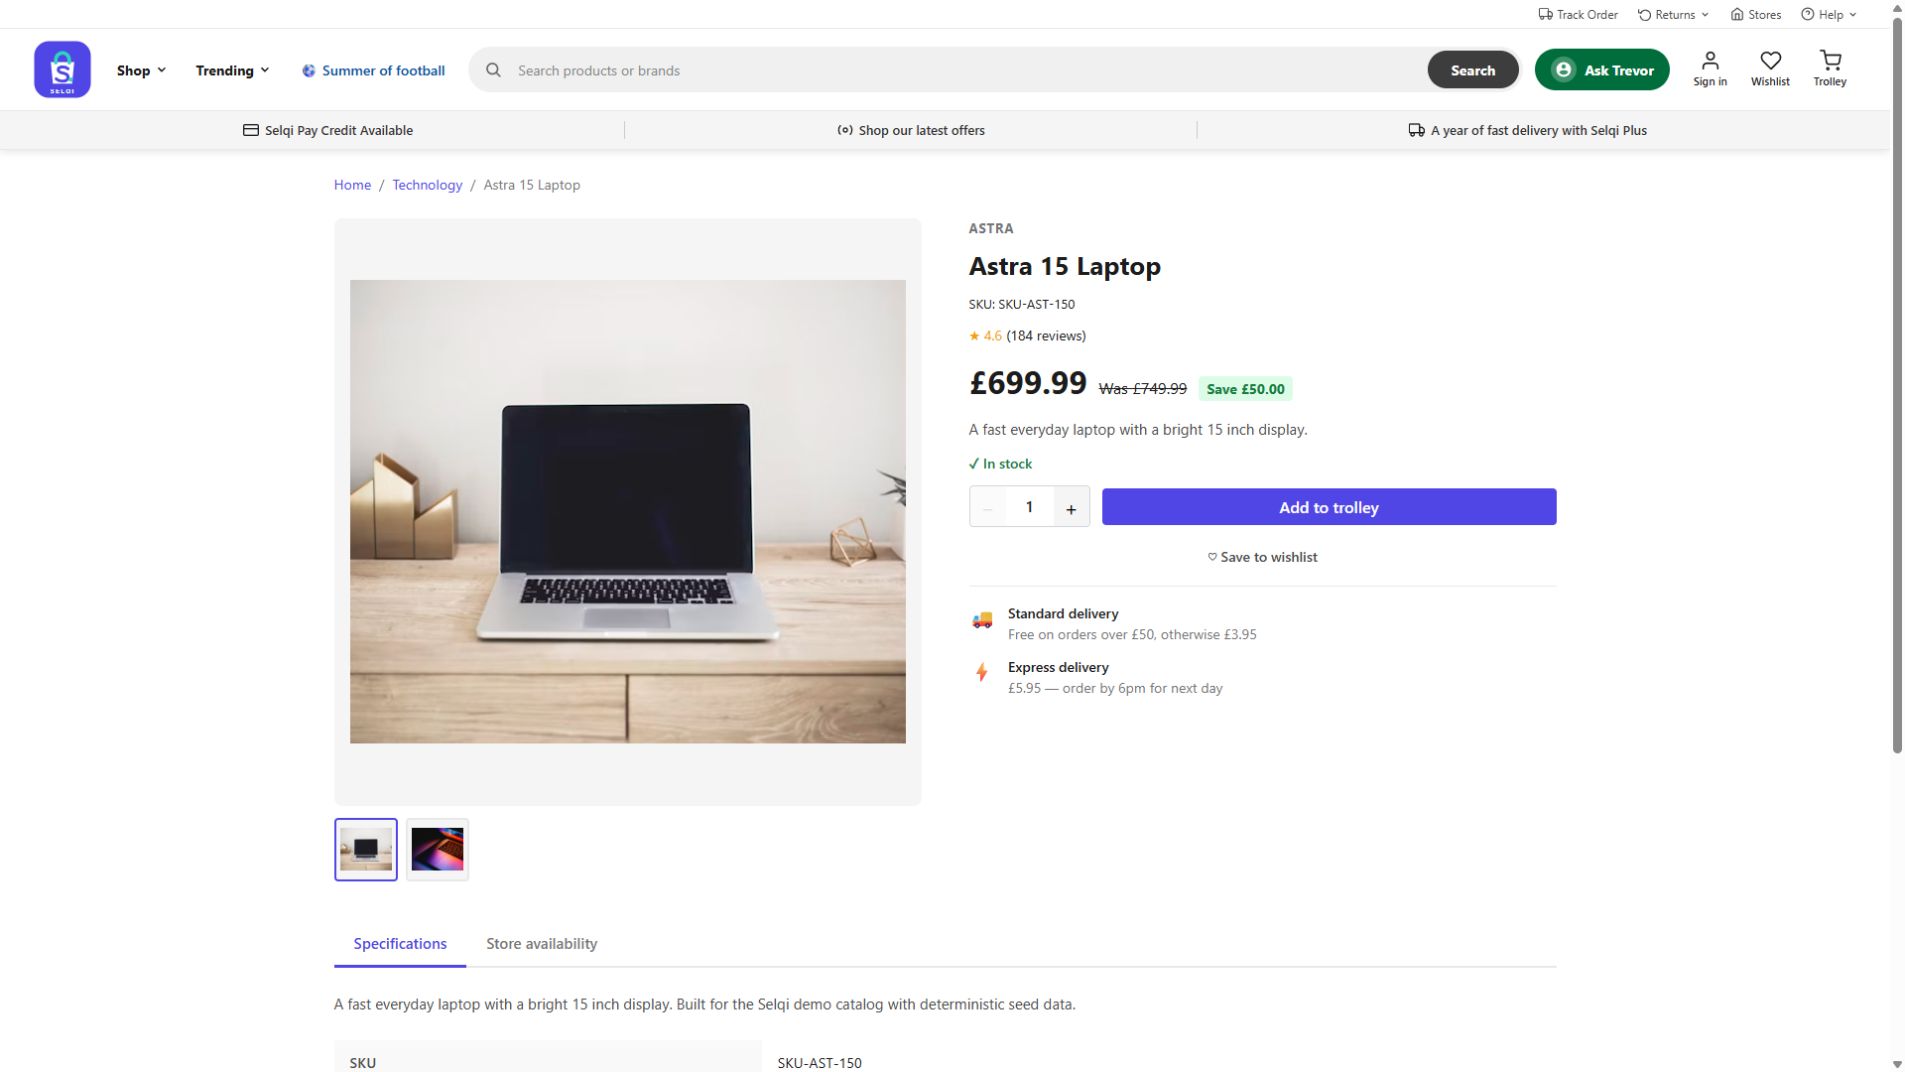 Track Order
Returns
Stores
Help
SELQI
Shop
Trending
Summer of football
Search products or brands
Search
Ask Trevor
Sign in
Wishlist
Trolley
Selqi Pay Credit Available
Shop our latest offers
A year of fast delivery with Selqi Plus
Home / Technology / Astra 15 Laptop
ASTRA
Astra 15 Laptop
SKU: SKU-AST-150
★ 4.6 (184 reviews)
£699.99 Was £749.99 Save £50.00
A fast everyday laptop with a bright 15 inch display.
✓ In stock
− 1 + Add to trolley
♡ Save to wishlist
Standard delivery
Free on orders over £50, otherwise £3.95
Express delivery
£5.95 — order by 6pm for next day
Specifications
Store availability
A fast everyday laptop with a bright 15 inch display. Built for the Selqi demo catalog with deterministic seed data.
SKU SKU-AST-150